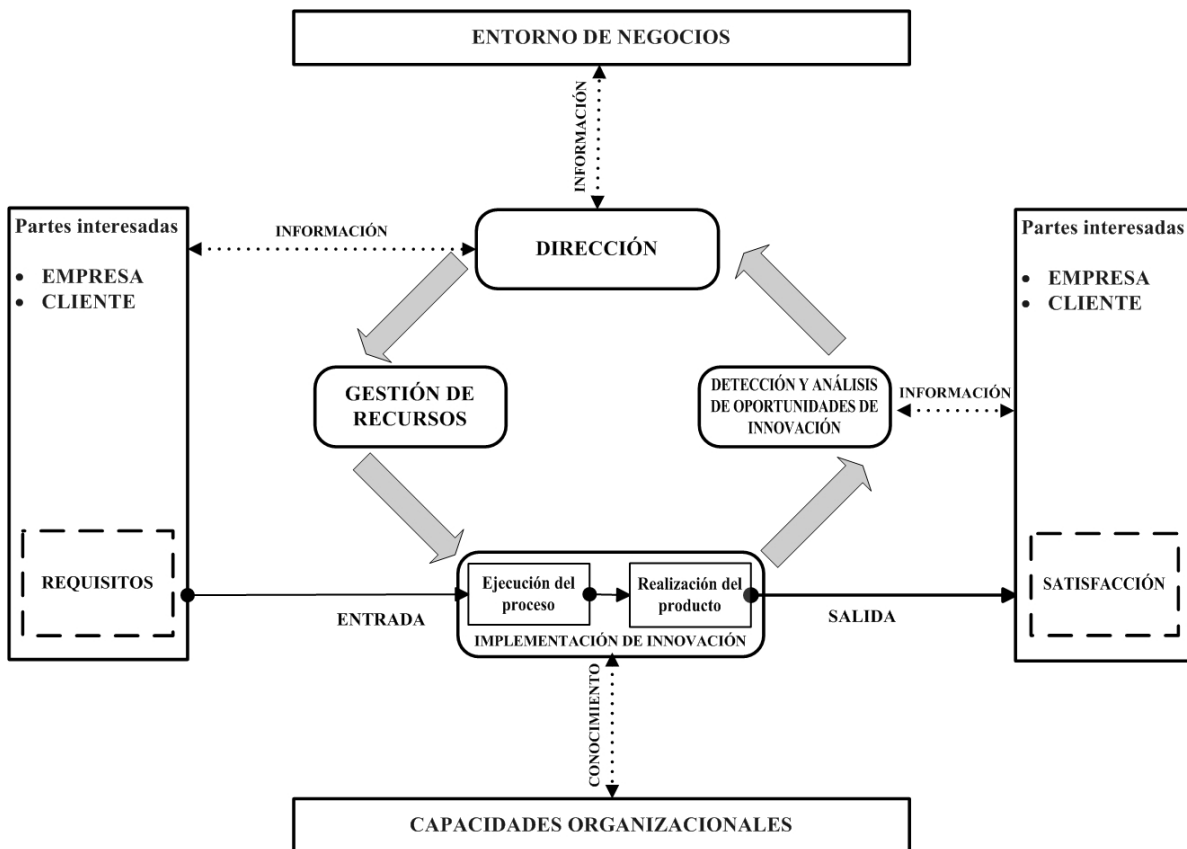 ENTORNO DE NEGOCIOS
INFORMACIÓN
Partes interesadas
• EMPRESA
• CLIENTE
INFORMACIÓN
DIRECCIÓN
Partes interesadas
• EMPRESA
• CLIENTE
GESTIÓN DE
RECURSOS
DETECCIÓN Y ANÁLISIS
DE OPORTUNIDADES DE
INNOVACIÓN
INFORMACIÓN
REQUISITOS
ENTRADA
Ejecución del
proceso
Realización del
producto
IMPLEMENTACIÓN DE INNOVACIÓN
SALIDA
SATISFACCIÓN
CONOCIMIENTO
CAPACIDADES ORGANIZACIONALES